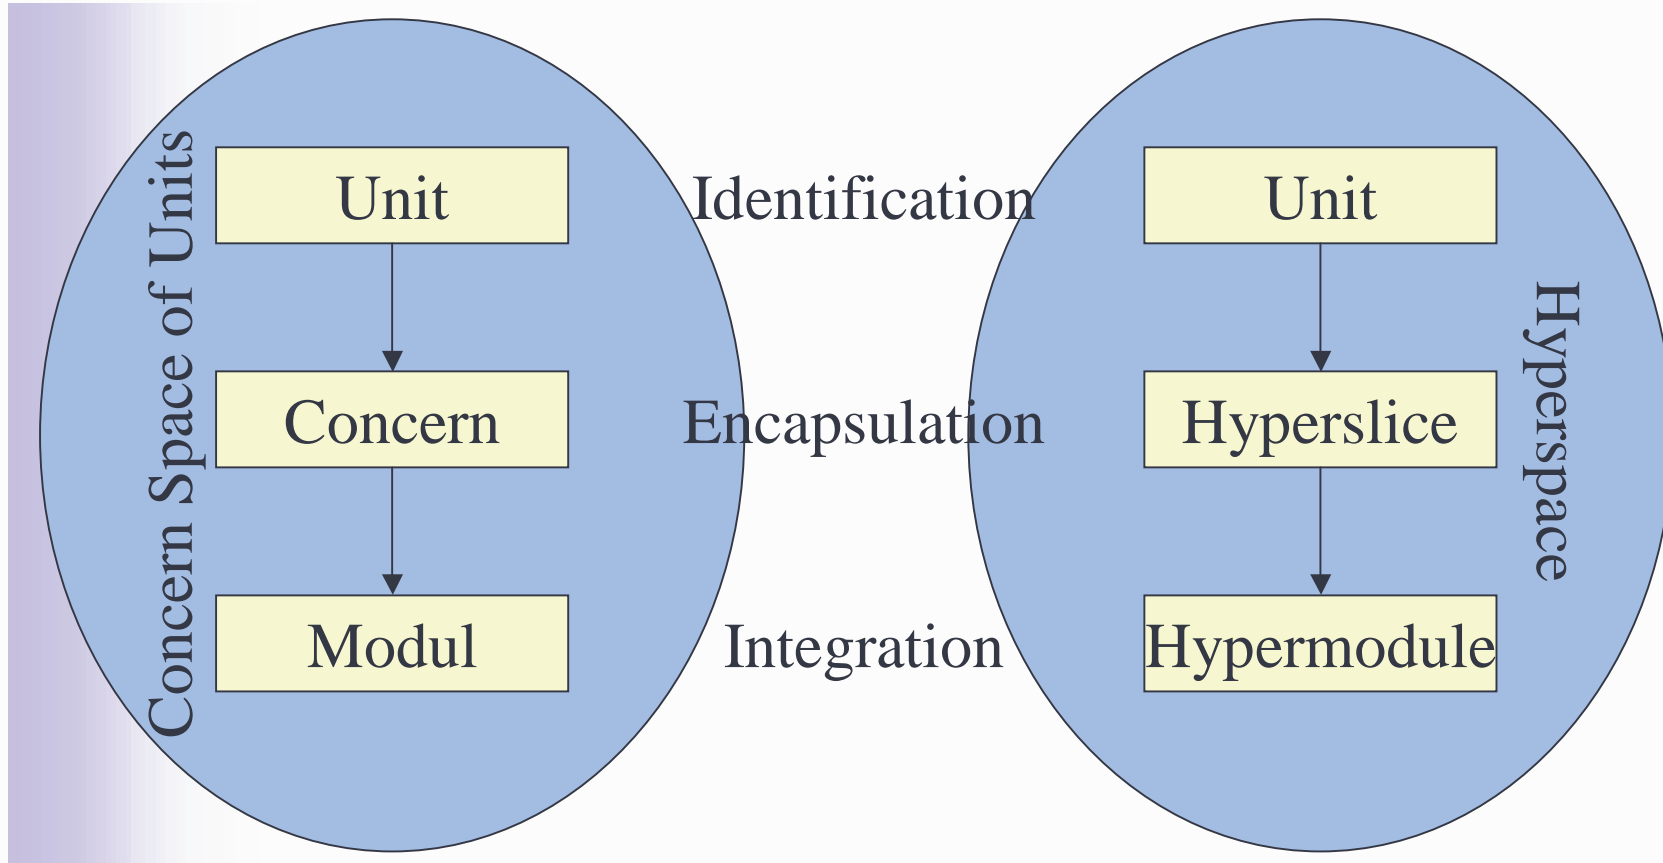 Concern Space of Units
Unit
Concern
Modul
Identification
Encapsulation
Integration
Unit
Hyperslice
Hypermodule
Hyperspace